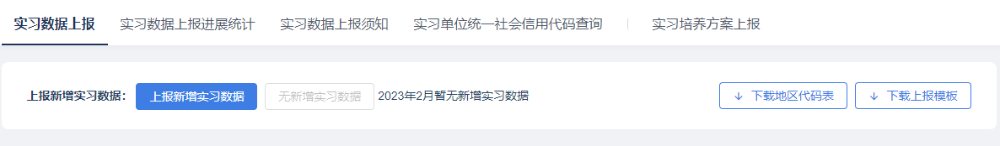 实习数据上报 实习数据上报进展统计 实习数据上报须知 实习单位统一社会信用代码查询 实习培养方案上报
上报新增实习数据： 上报新增实习数据 无新增实习数据 2023年2月暂无新增实习数据 下载地区代码表 下载上报模板